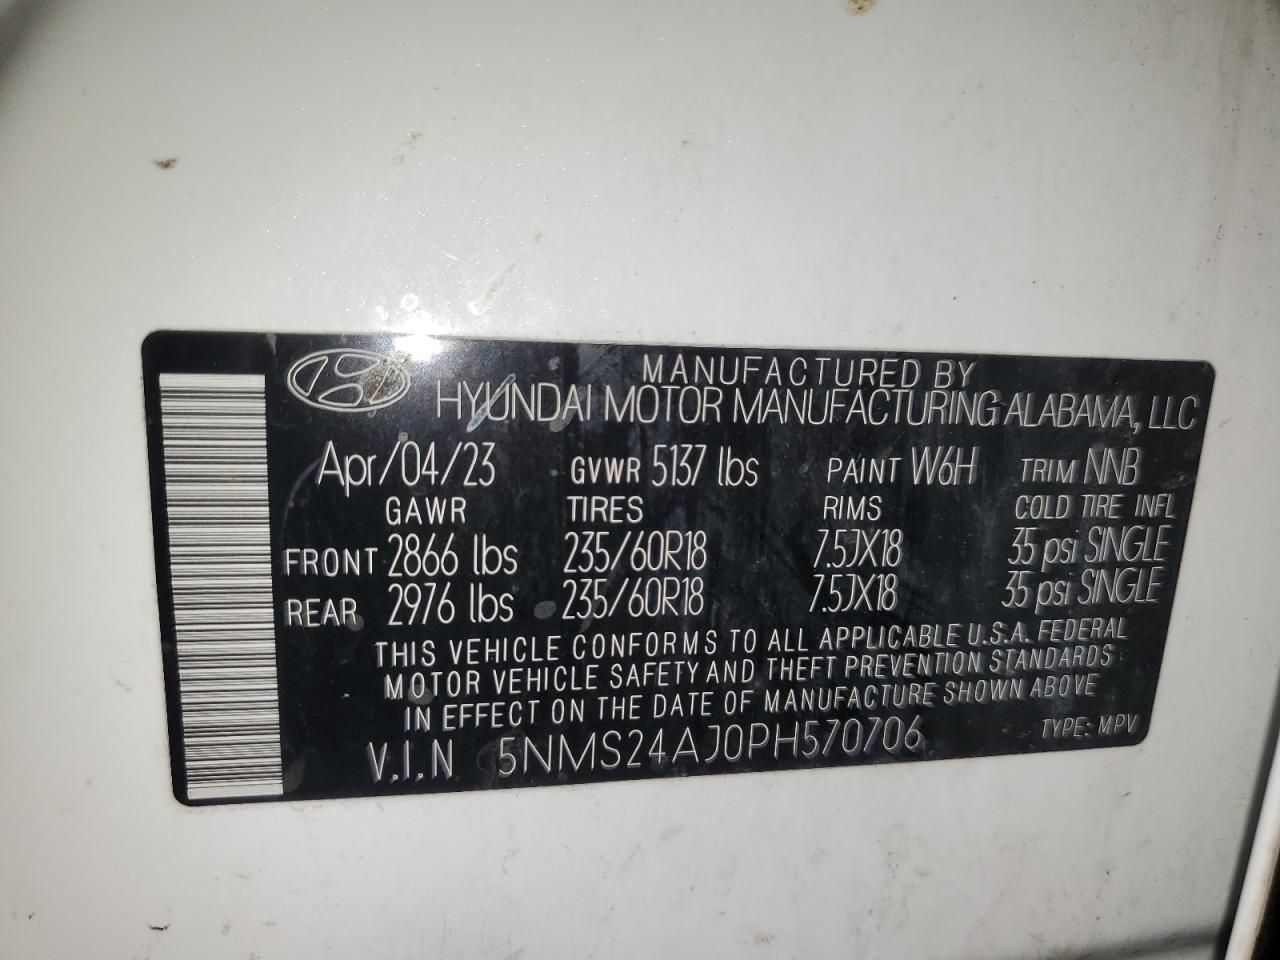 MANUFACTURED BY
HYUNDAI MOTOR MANUFACTURING ALABAMA, LLC
Apr/04/23 GVWR 5137 lbs PAINT W6H TRIM NNB
GAWR TIRES RIMS COLD TIRE INFL
FRONT 2866 lbs 235/60R18 7.5JX18 35 psi SINGLE
REAR 2976 lbs 235/60R18 7.5JX18 35 psi SINGLE
THIS VEHICLE CONFORMS TO ALL APPLICABLE U.S.A. FEDERAL
MOTOR VEHICLE SAFETY AND THEFT PREVENTION STANDARDS
IN EFFECT ON THE DATE OF MANUFACTURE SHOWN ABOVE
V.I.N 5NMS24AJ0PH570706 TYPE: MPV